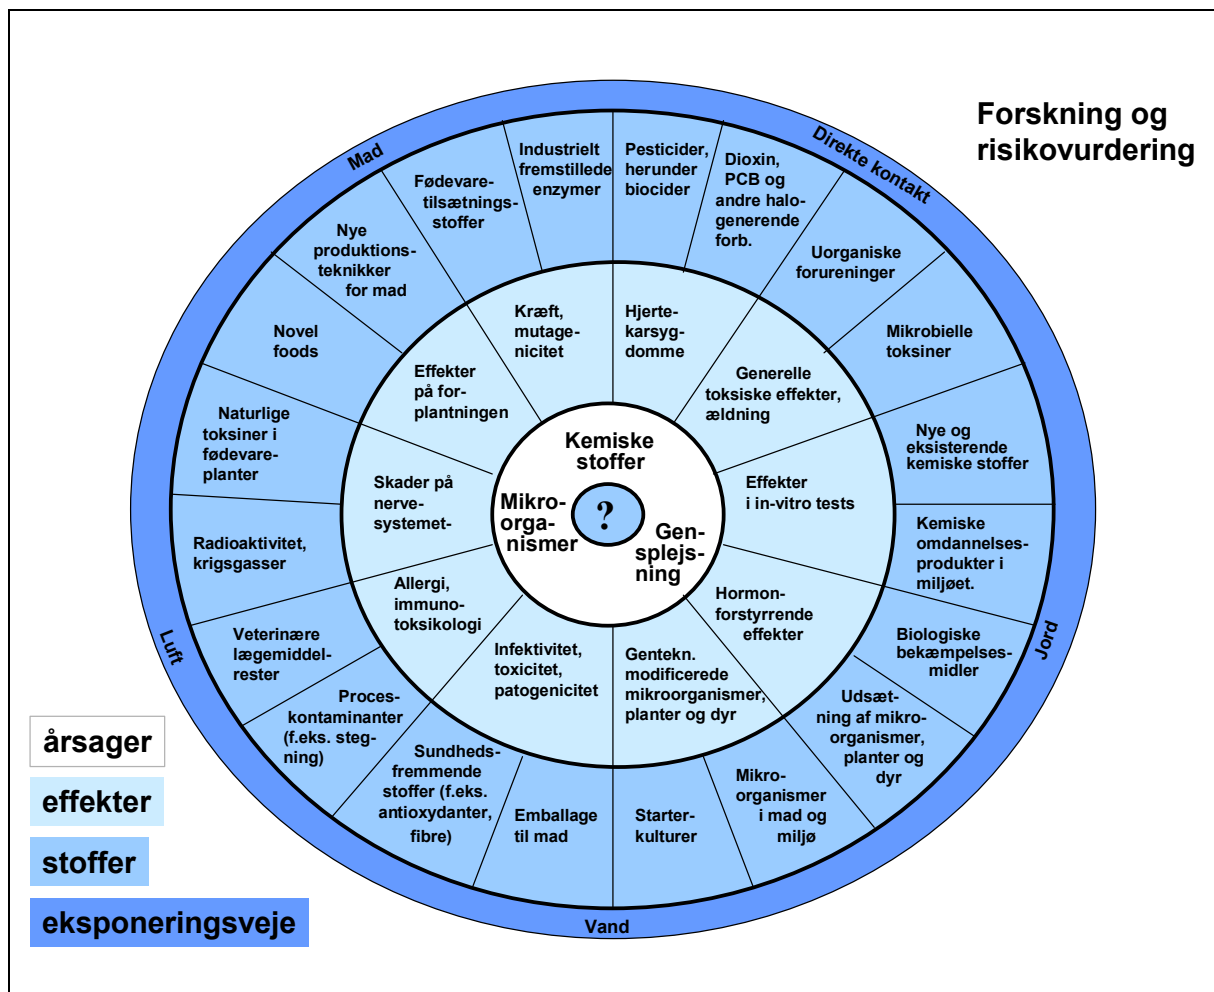 Forskning og
risikovurdering
Mad
Direkte kontakt
Jord
Vand
Luft
Industrielt
fremstillede
enzymer
Pesticider,
herunder
biocider
Dioxin,
PCB og
andre halo-
generende
forb.
Uorganiske
forureninger
Mikrobielle
toksiner
Nye og
eksisterende
kemiske stoffer
Kemiske
omdannelses-
produkter i
miljøet.
Biologiske
bekæmpelses-
midler
Udsæt-
ning af mikro-
organismer,
planter og
dyr
Mikro-
organismer
i mad og
miljø
Starter-
kulturer
Emballage
til mad
Sundheds-
fremmende
stoffer (f.eks.
antioxydanter,
fibre)
Proces-
kontaminanter
(f.eks. steg-
ning)
Veterinære
lægemiddel-
rester
Radioaktivitet,
krigsgasser
Naturlige
toksiner i
fødevare-
planter
Novel
foods
Nye
produktions-
teknikker
for mad
Fødevare-
tilsætnings-
stoffer
Kræft,
mutage-
nicitet
Hjerte-
karsyg-
domme
Generelle
toksiske effekter,
ældning
Effekter
i in-vitro tests
Hormon-
forstyrrende
effekter
Gentekn.
modificerede
mikroorganismer,
planter og dyr
Infektivitet,
toxicitet,
patogenicitet
Allergi,
immuno-
toksikologi
Skader på
nerve-
systemet-
Effekter
på for-
plantningen
Kemiske
stoffer
Mikro-
orga-
nismer
?
Gen-
splejs-
ning
årsager
effekter
stoffer
eksponeringsveje